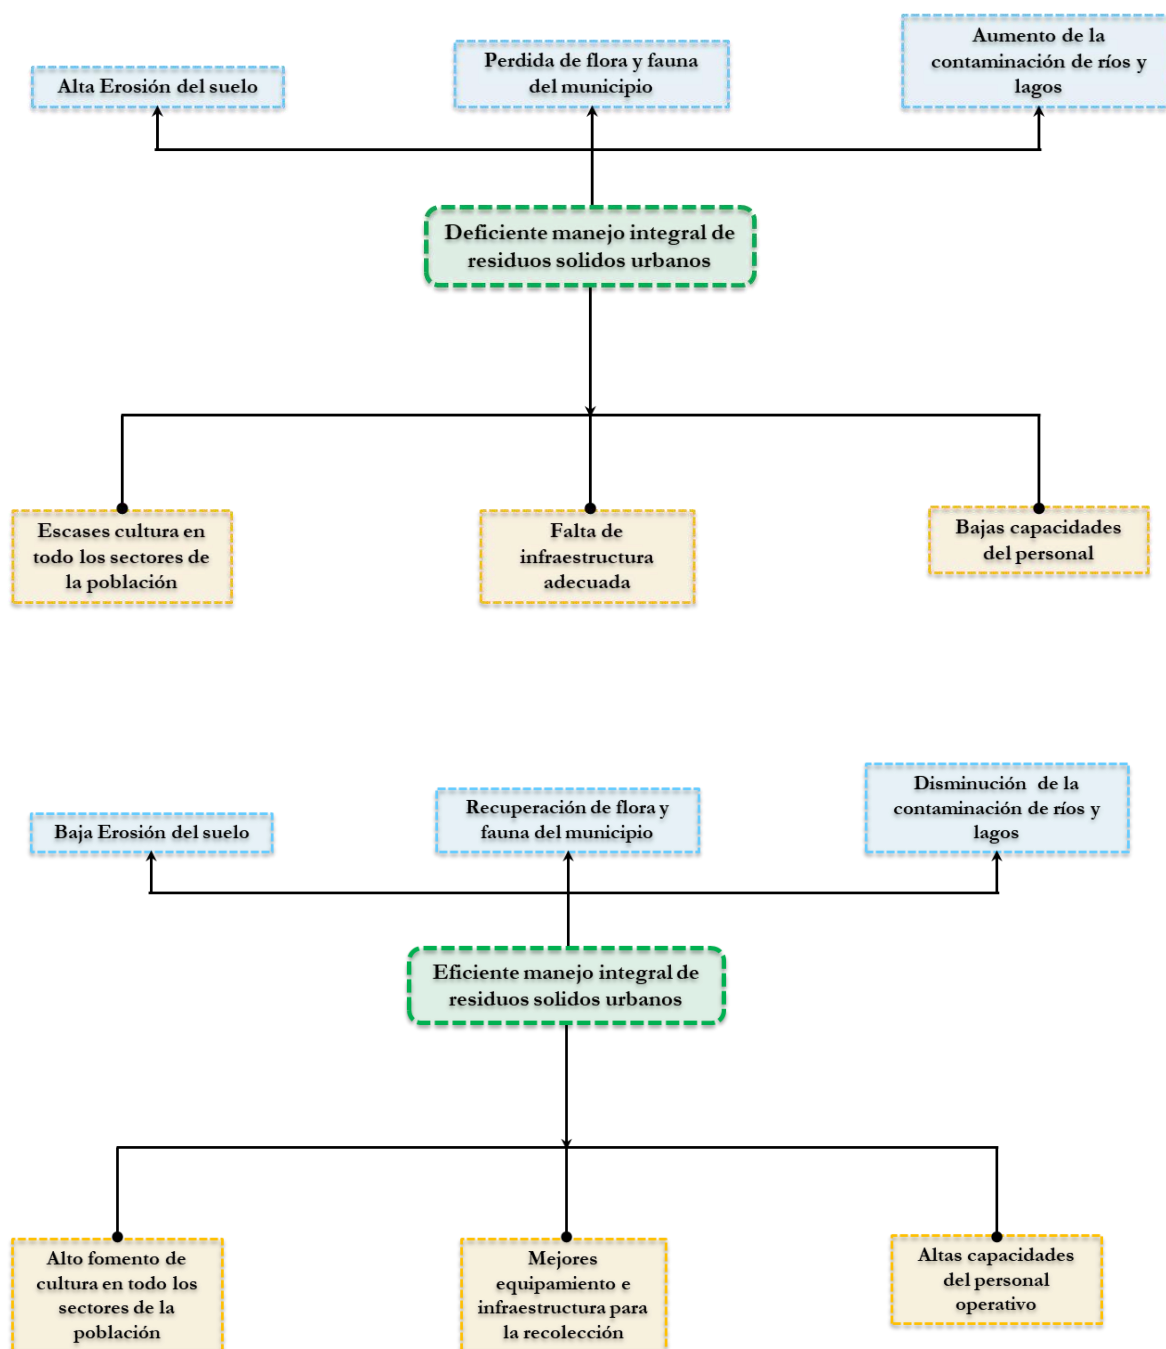 Alta Erosión del suelo
Perdida de flora y fauna
del municipio
Aumento de la
contaminación de ríos y
lagos
Deficiente manejo integral de
residuos solidos urbanos
Escases cultura en
todo los sectores de
la población
Falta de
infraestructura
adecuada
Bajas capacidades
del personal
Baja Erosión del suelo
Recuperación de flora y
fauna del municipio
Disminución de la
contaminación de ríos y
lagos
Eficiente manejo integral de
residuos solidos urbanos
Alto fomento de
cultura en todo los
sectores de la
población
Mejores
equipamiento e
infraestructura para
la recolección
Altas capacidades
del personal
operativo